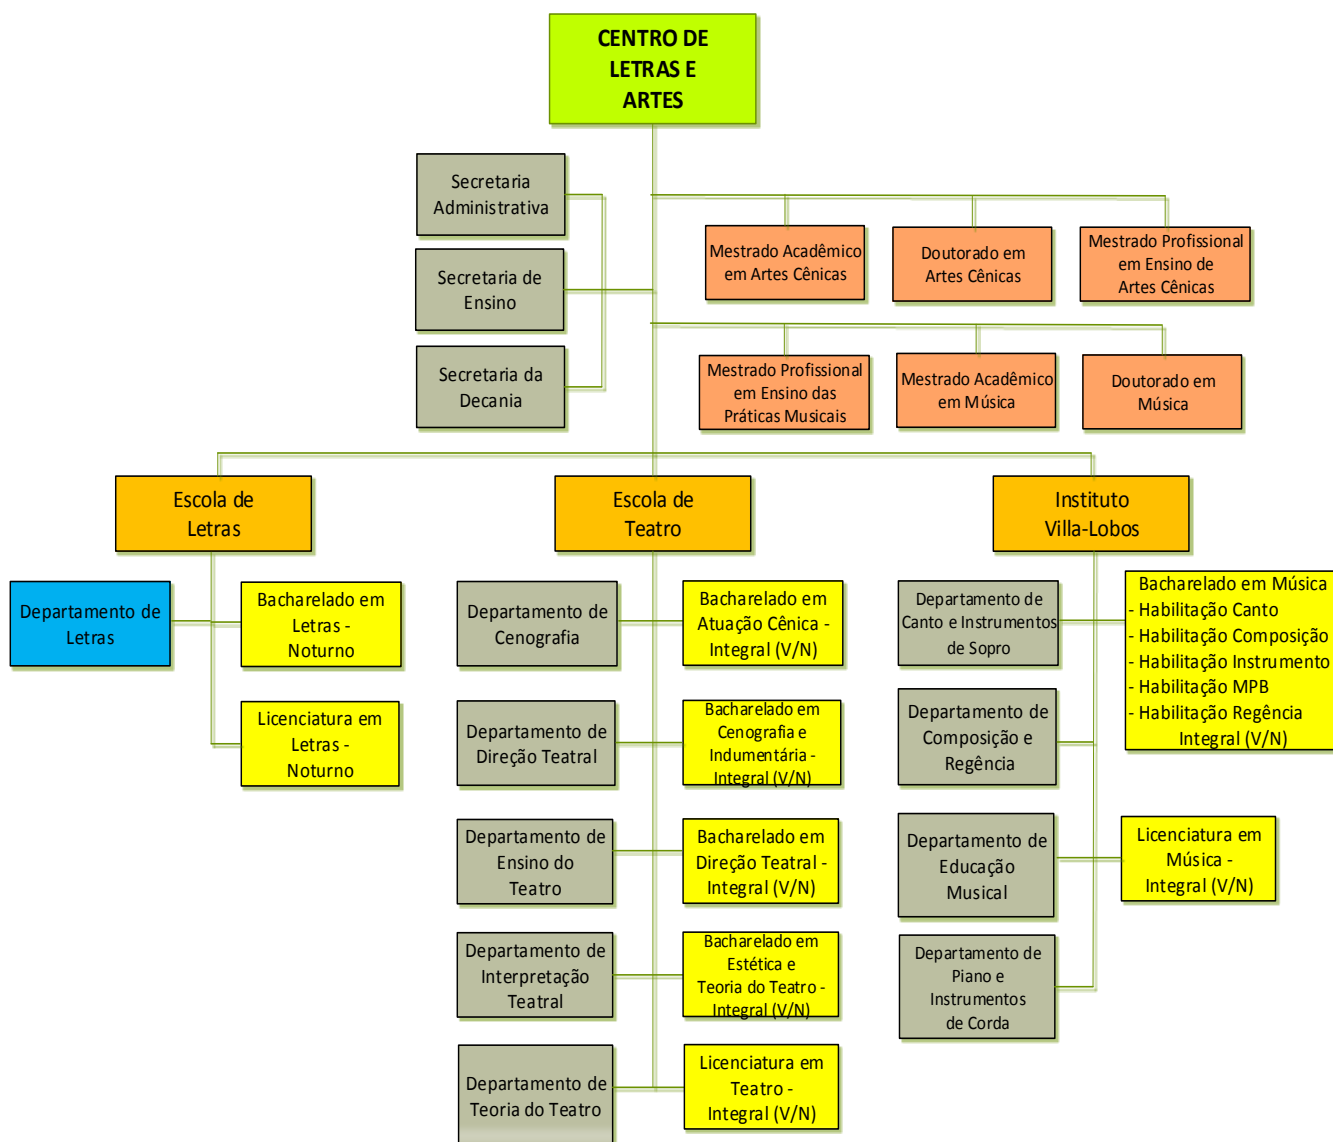 CENTRO DE
LETRAS E
ARTES
Secretaria
Administrativa
Secretaria de
Ensino
Secretaria da
Decania
Mestrado Acadêmico
em Artes Cênicas
Doutorado em
Artes Cênicas
Mestrado Profissional
em Ensino de
Artes Cênicas
Mestrado Profissional
em Ensino das
Práticas Musicais
Mestrado Acadêmico
em Música
Doutorado em
Música
Escola de
Letras
Departamento de
Letras
Bacharelado em
Letras -
Noturno
Licenciatura em
Letras -
Noturno
Escola de
Teatro
Departamento de
Cenografia
Departamento de
Direção Teatral
Departamento de
Ensino do
Teatro
Departamento de
Interpretação
Teatral
Departamento de
Teoria do Teatro
Bacharelado em
Atuação Cênica -
Integral (V/N)
Bacharelado em
Cenografia e
Indumentária -
Integral (V/N)
Bacharelado em
Direção Teatral -
Integral (V/N)
Bacharelado em
Estética e
Teoria do Teatro -
Integral (V/N)
Licenciatura em
Teatro -
Integral (V/N)
Instituto
Villa-Lobos
Departamento de
Canto e Instrumentos
de Sopro
Departamento de
Composição e
Regência
Departamento de
Educação
Musical
Departamento de
Piano e
Instrumentos
de Corda
Bacharelado em Música
- Habilitação Canto
- Habilitação Composição
- Habilitação Instrumento
- Habilitação MPB
- Habilitação Regência
Integral (V/N)
Licenciatura em
Música -
Integral (V/N)